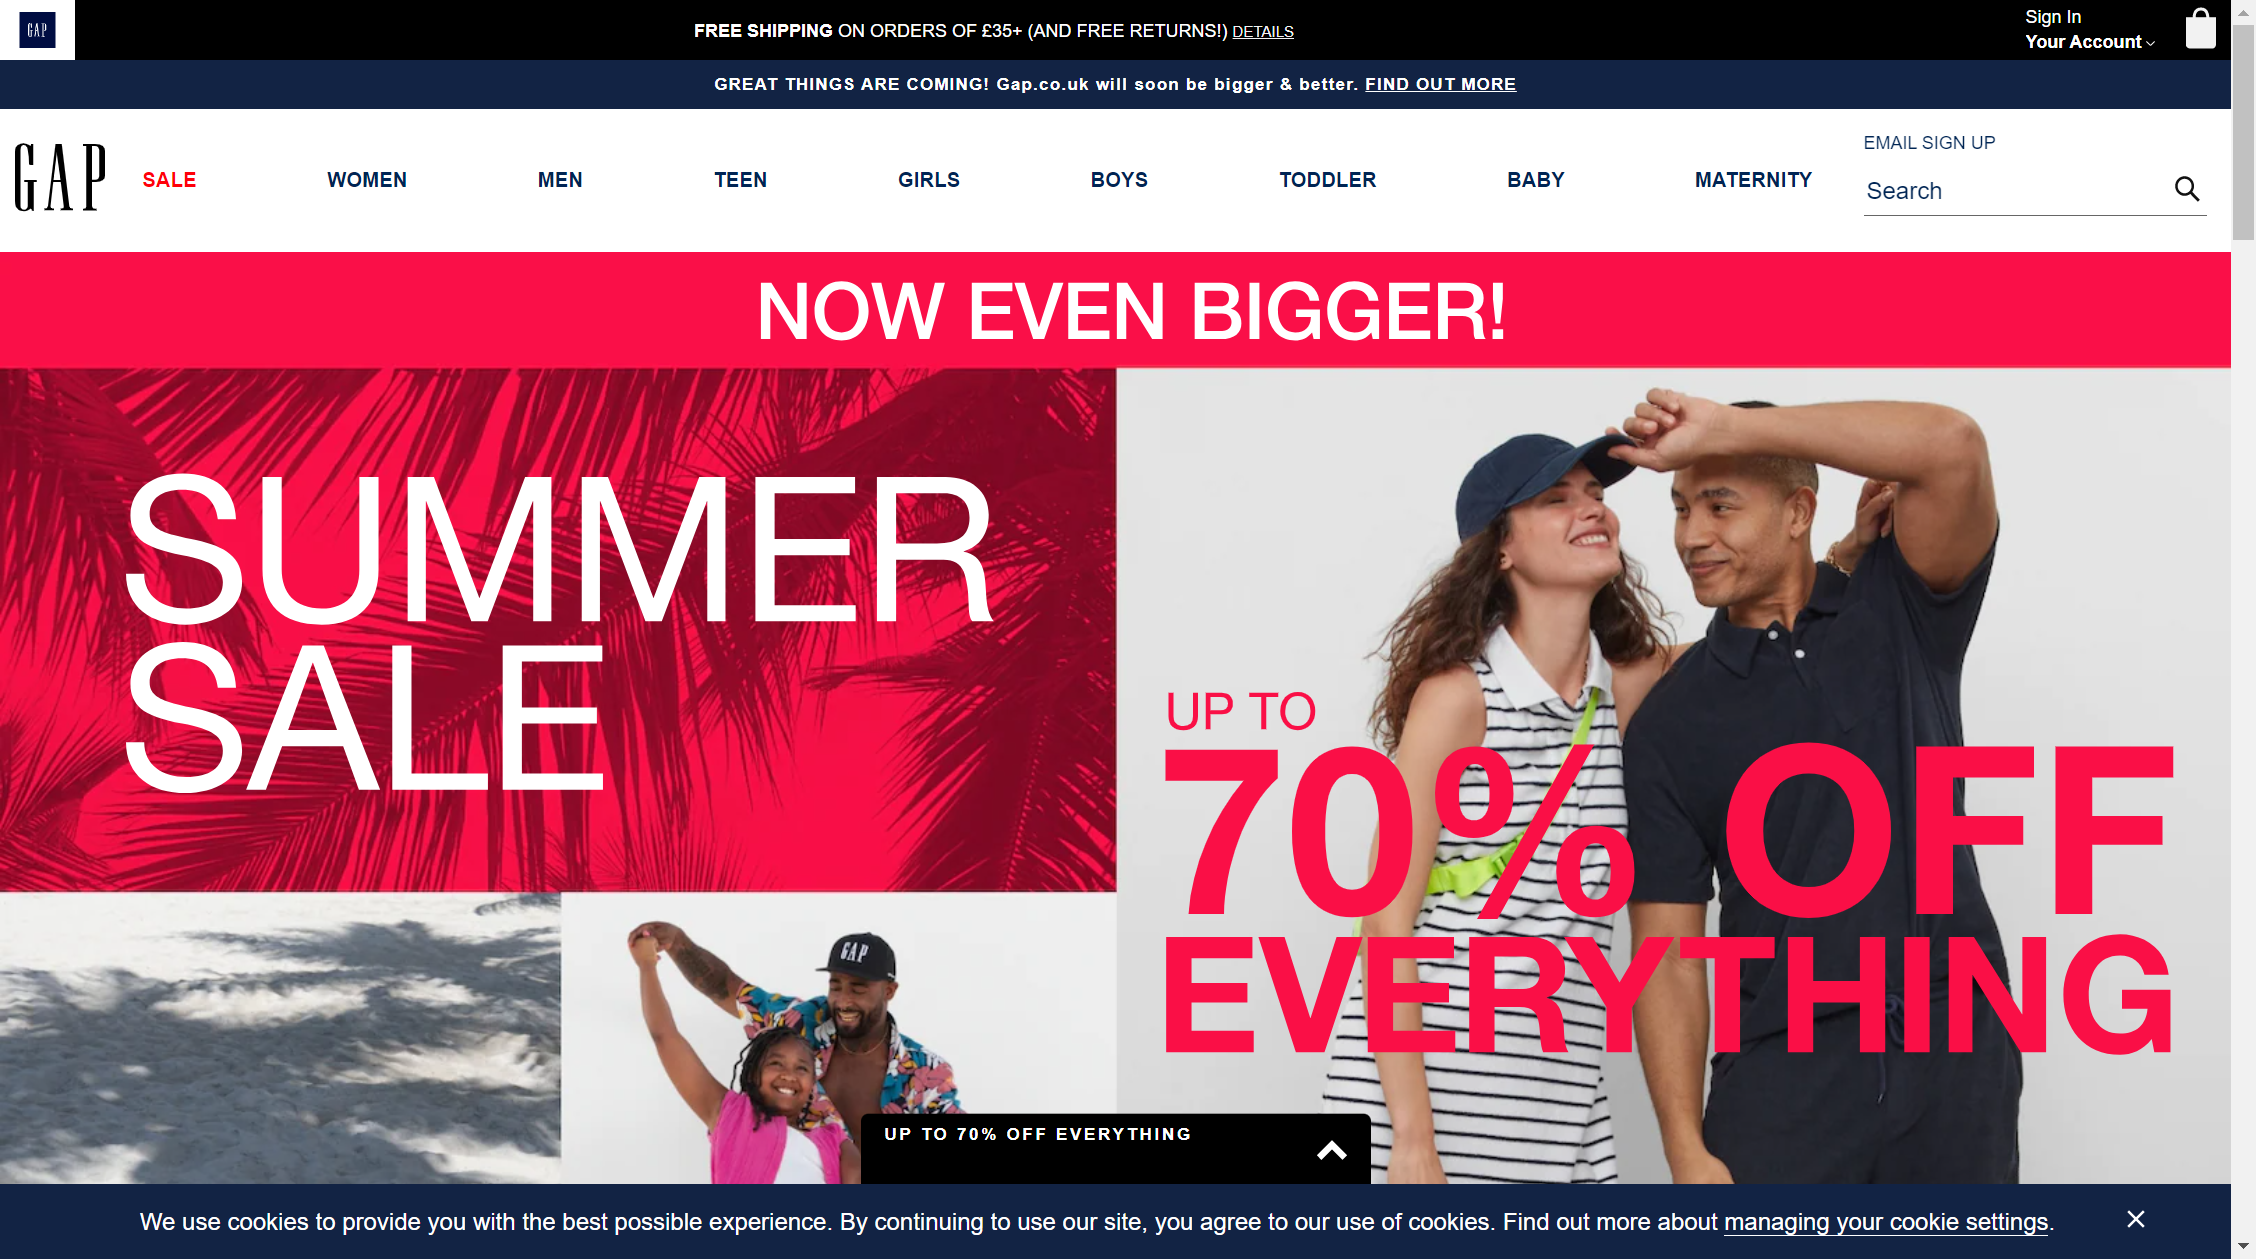 GAP
FREE SHIPPING ON ORDERS OF £35+ (AND FREE RETURNS!) DETAILS
Sign In
Your Account
GREAT THINGS ARE COMING! Gap.co.uk will soon be bigger & better. FIND OUT MORE
GAP
SALE
WOMEN
MEN
TEEN
GIRLS
BOYS
TODDLER
BABY
MATERNITY
EMAIL SIGN UP
Search
NOW EVEN BIGGER!
SUMMER
SALE
UP TO
70% OFF
EVERYTHING
GAP
UP TO 70% OFF EVERYTHING
We use cookies to provide you with the best possible experience. By continuing to use our site, you agree to our use of cookies. Find out more about managing your cookie settings.